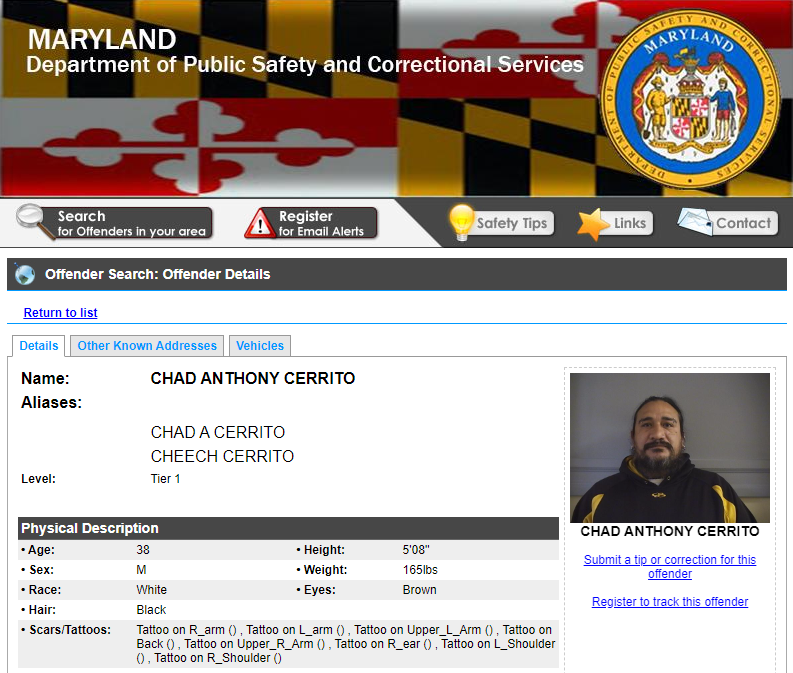 MARYLAND
Department of Public Safety and Correctional Services
DEPARTMENT OF PUBLIC SAFETY AND CORRECTIONAL SERVICES
MARYLAND
Search
for Offenders in your area
Register
for Email Alerts
Safety Tips
Links
Contact
Offender Search: Offender Details
Return to list
Details
Other Known Addresses
Vehicles
Name: CHAD ANTHONY CERRITO
Aliases:
CHAD A CERRITO
CHEECH CERRITO
Level: Tier 1
Physical Description
• Age: 38 • Height: 5'08"
• Sex: M • Weight: 165lbs
• Race: White • Eyes: Brown
• Hair: Black
• Scars/Tattoos: Tattoo on R_arm () , Tattoo on L_arm () , Tattoo on Upper_L_Arm () , Tattoo on
Back () , Tattoo on Upper_R_Arm () , Tattoo on R_ear () , Tattoo on L_Shoulder
() , Tattoo on R_Shoulder ()
CHAD ANTHONY CERRITO
Submit a tip or correction for this
offender
Register to track this offender